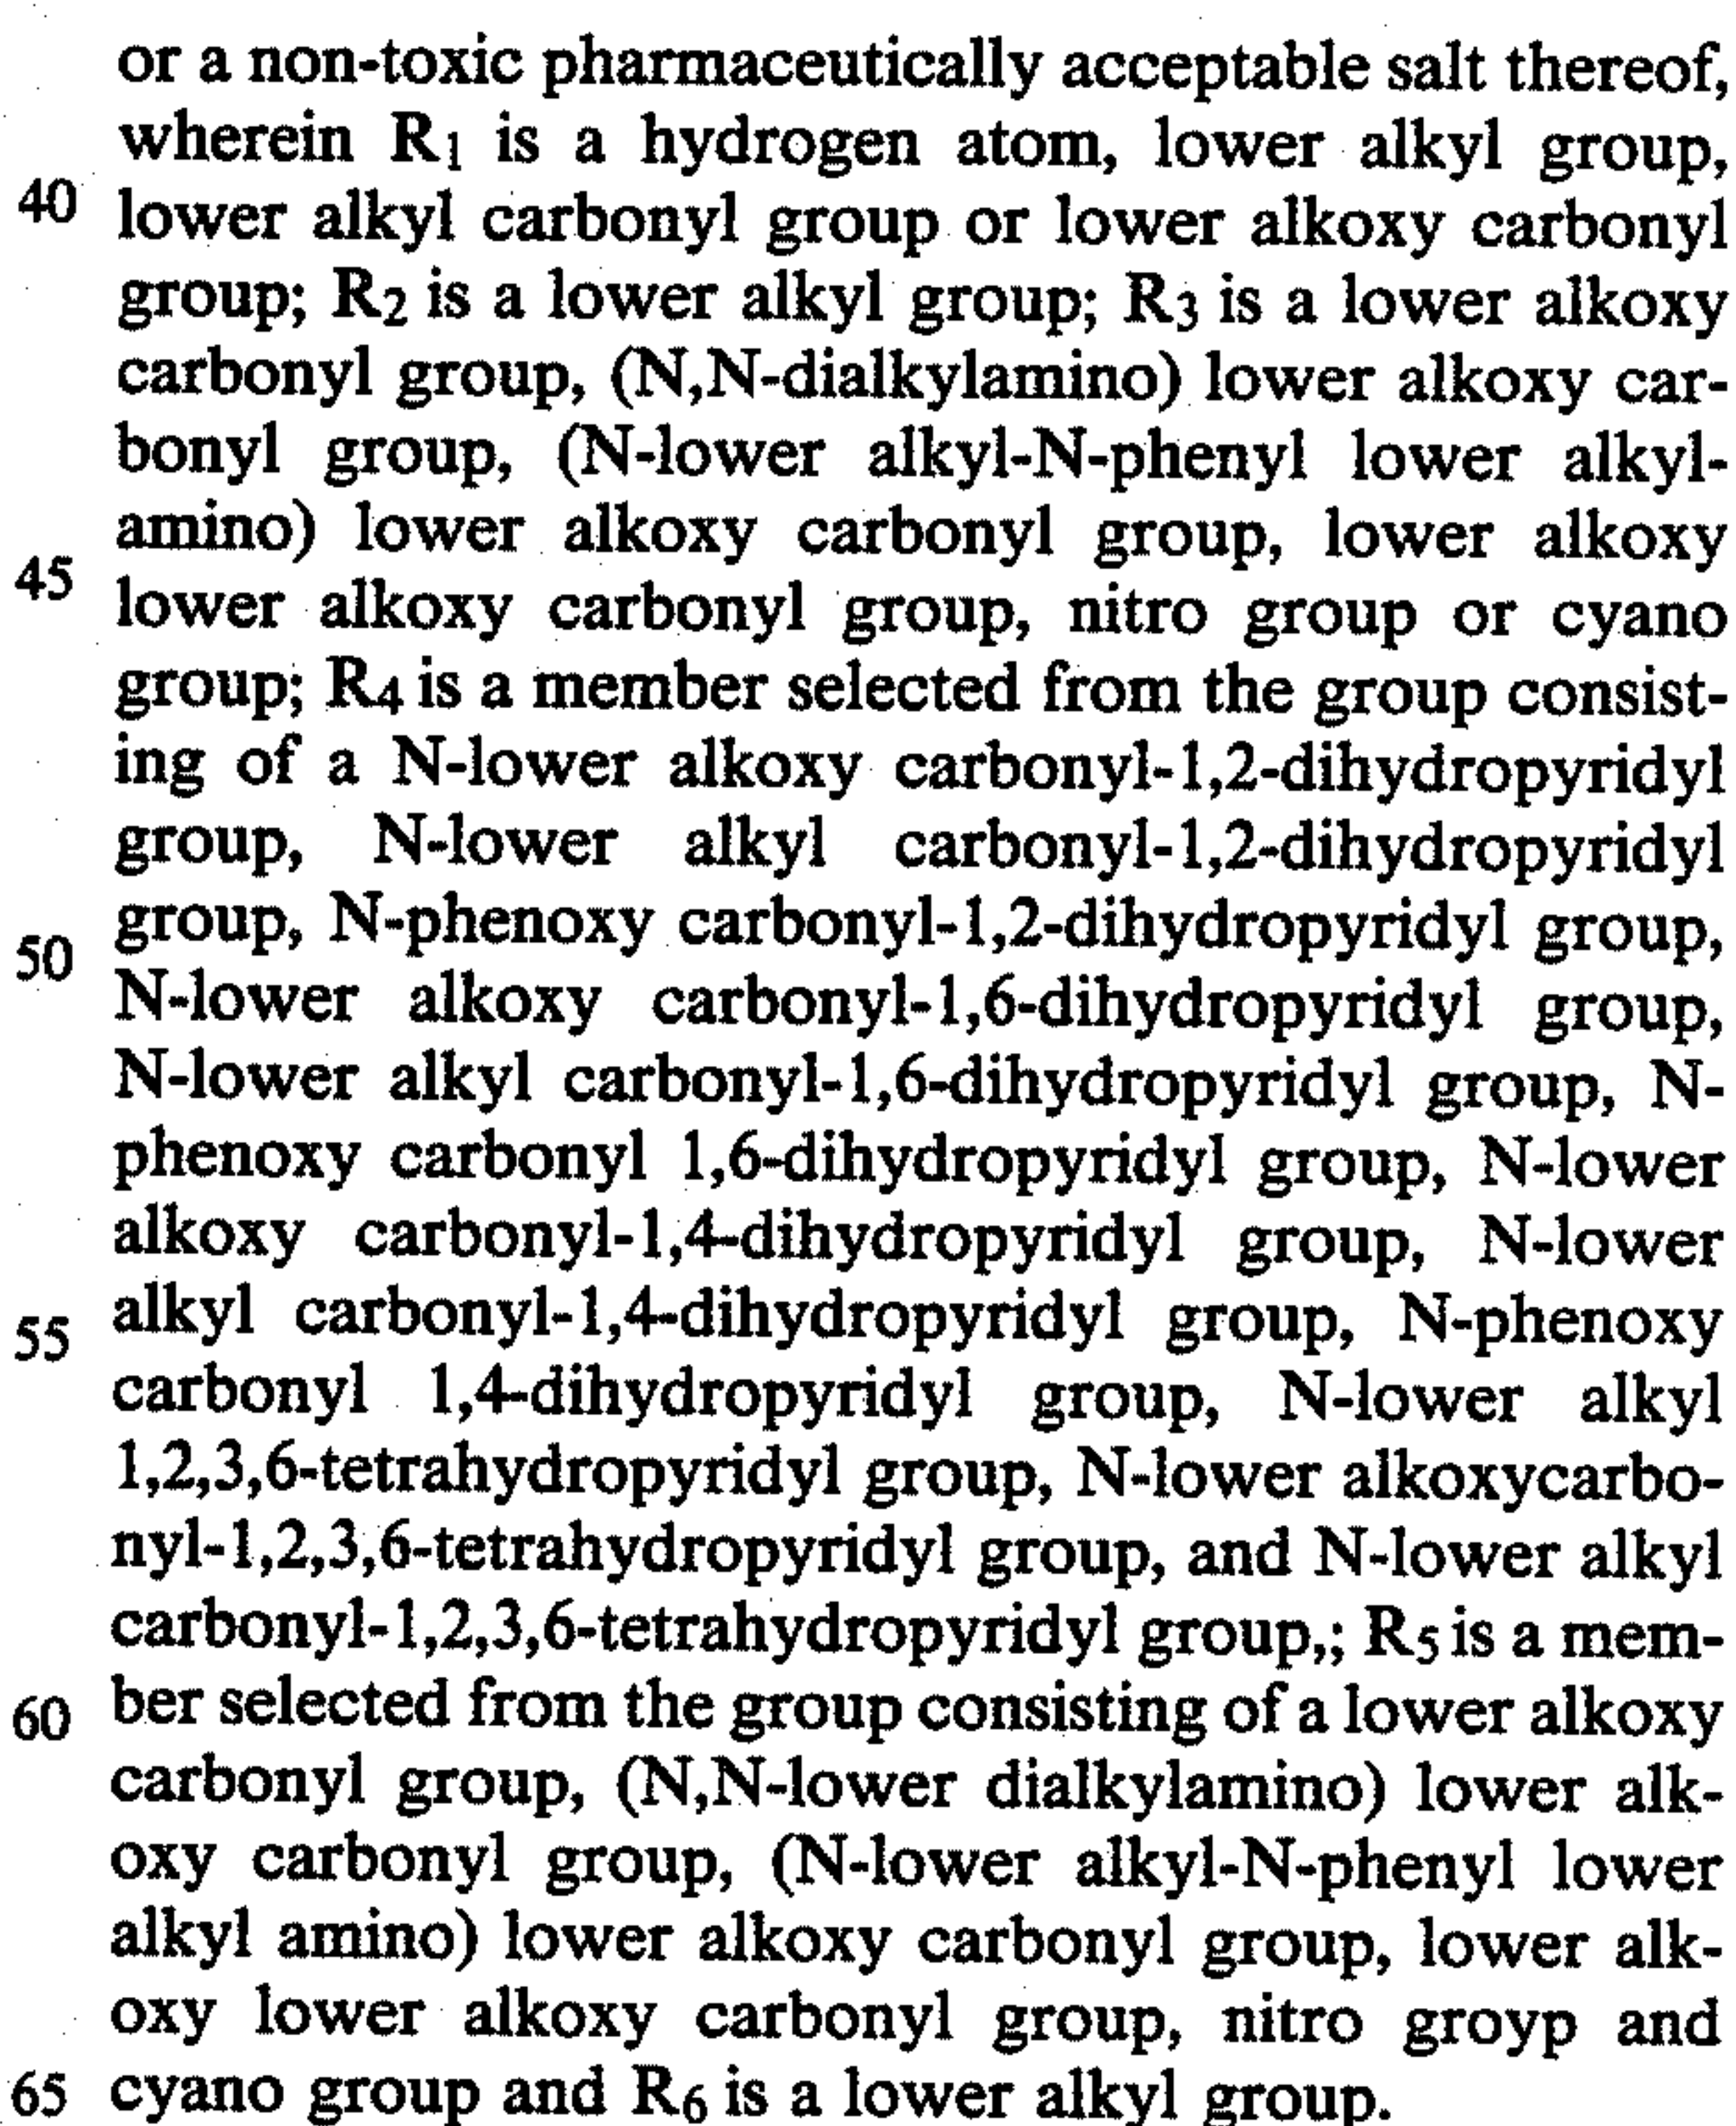 or a non-toxic pharmaceutically acceptable salt thereof,
wherein R1 is a hydrogen atom, lower alkyl group,
40 lower alkyl carbonyl group or lower alkoxy carbonyl
group; R2 is a lower alkyl group; R3 is a lower alkoxy
carbonyl group, (N,N-dialkylamino) lower alkoxy car-
bonyl group, (N-lower alkyl-N-phenyl lower alkyl-
amino) lower alkoxy carbonyl group, lower alkoxy
45 lower alkoxy carbonyl group, nitro group or cyano
group; R4 is a member selected from the group consist-
ing of a N-lower alkoxy carbonyl-1,2-dihydropyridyl
group, N-lower alkyl carbonyl-1,2-dihydropyridyl
50 group, N-phenoxy carbonyl-1,2-dihydropyridyl group,
N-lower alkoxy carbonyl-1,6-dihydropyridyl group,
N-lower alkyl carbonyl-1,6-dihydropyridyl group, N-
phenoxy carbonyl 1,6-dihydropyridyl group, N-lower
alkoxy carbonyl-1,4-dihydropyridyl group, N-lower
55 alkyl carbonyl-1,4-dihydropyridyl group, N-phenoxy
carbonyl 1,4-dihydropyridyl group, N-lower alkyl
1,2,3,6-tetrahydropyridyl group, N-lower alkoxycarbo-
nyl-1,2,3,6-tetrahydropyridyl group, and N-lower alkyl
carbonyl-1,2,3,6-tetrahydropyridyl group,; R5 is a mem-
60 ber selected from the group consisting of a lower alkoxy
carbonyl group, (N,N-lower dialkylamino) lower alk-
oxy carbonyl group, (N-lower alkyl-N-phenyl lower
alkyl amino) lower alkoxy carbonyl group, lower alk-
oxy lower alkoxy carbonyl group, nitro groyp and
65 cyano group and R6 is a lower alkyl group.